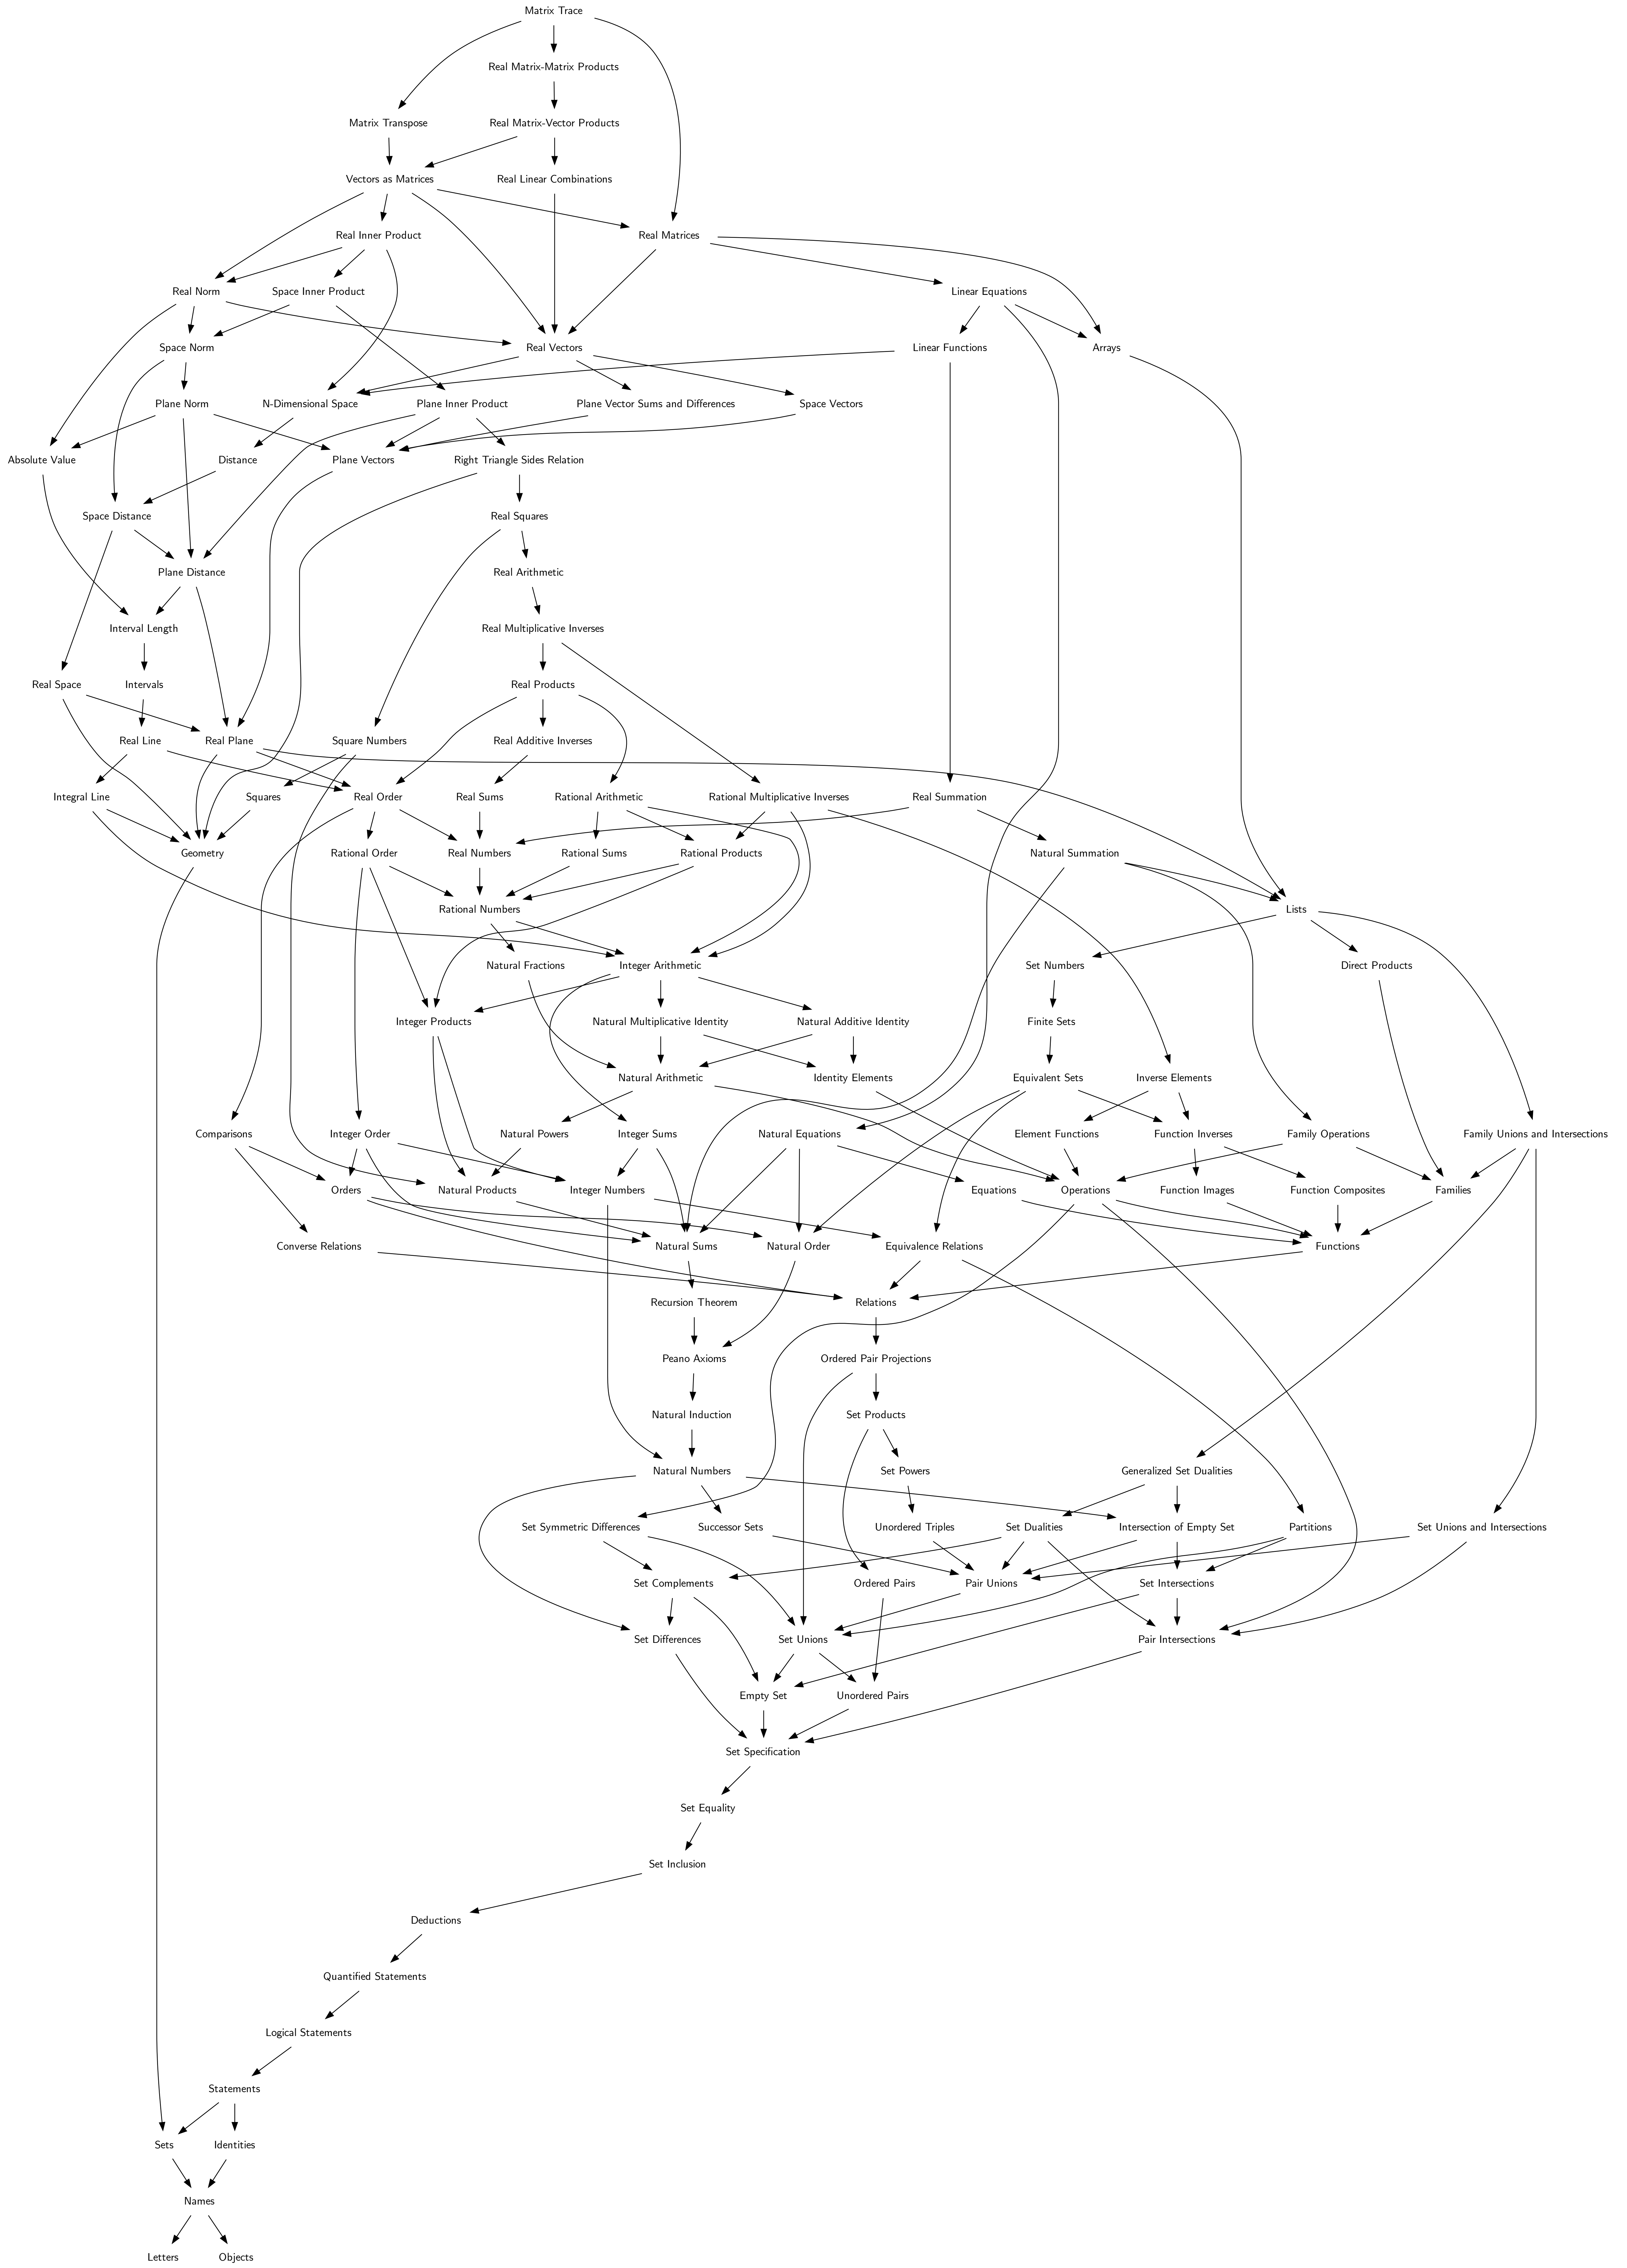 Matrix Trace
Real Matrix-Matrix Products
Matrix Transpose
Real Matrix-Vector Products
Vectors as Matrices
Real Linear Combinations
Real Inner Product
Real Matrices
Real Norm
Space Inner Product
Linear Equations
Space Norm
Real Vectors
Linear Functions
Arrays
Plane Norm
N-Dimensional Space
Plane Inner Product
Plane Vector Sums and Differences
Space Vectors
Absolute Value
Distance
Plane Vectors
Right Triangle Sides Relation
Space Distance
Real Squares
Plane Distance
Real Arithmetic
Interval Length
Real Multiplicative Inverses
Real Space
Intervals
Real Products
Real Line
Real Plane
Square Numbers
Real Additive Inverses
Integral Line
Squares
Real Order
Real Sums
Rational Arithmetic
Rational Multiplicative Inverses
Real Summation
Geometry
Rational Order
Real Numbers
Rational Sums
Rational Products
Natural Summation
Rational Numbers
Lists
Natural Fractions
Integer Arithmetic
Set Numbers
Direct Products
Integer Products
Natural Multiplicative Identity
Natural Additive Identity
Finite Sets
Natural Arithmetic
Identity Elements
Equivalent Sets
Inverse Elements
Comparisons
Integer Order
Natural Powers
Integer Sums
Natural Equations
Element Functions
Function Inverses
Family Operations
Family Unions and Intersections
Orders
Natural Products
Integer Numbers
Equations
Operations
Function Images
Function Composites
Families
Converse Relations
Natural Sums
Natural Order
Equivalence Relations
Functions
Recursion Theorem
Relations
Peano Axioms
Ordered Pair Projections
Natural Induction
Set Products
Natural Numbers
Set Powers
Generalized Set Dualities
Set Symmetric Differences
Successor Sets
Unordered Triples
Set Dualities
Intersection of Empty Set
Partitions
Set Unions and Intersections
Set Complements
Ordered Pairs
Pair Unions
Set Intersections
Set Differences
Set Unions
Pair Intersections
Empty Set
Unordered Pairs
Set Specification
Set Equality
Set Inclusion
Deductions
Quantified Statements
Logical Statements
Statements
Sets
Identities
Names
Letters
Objects